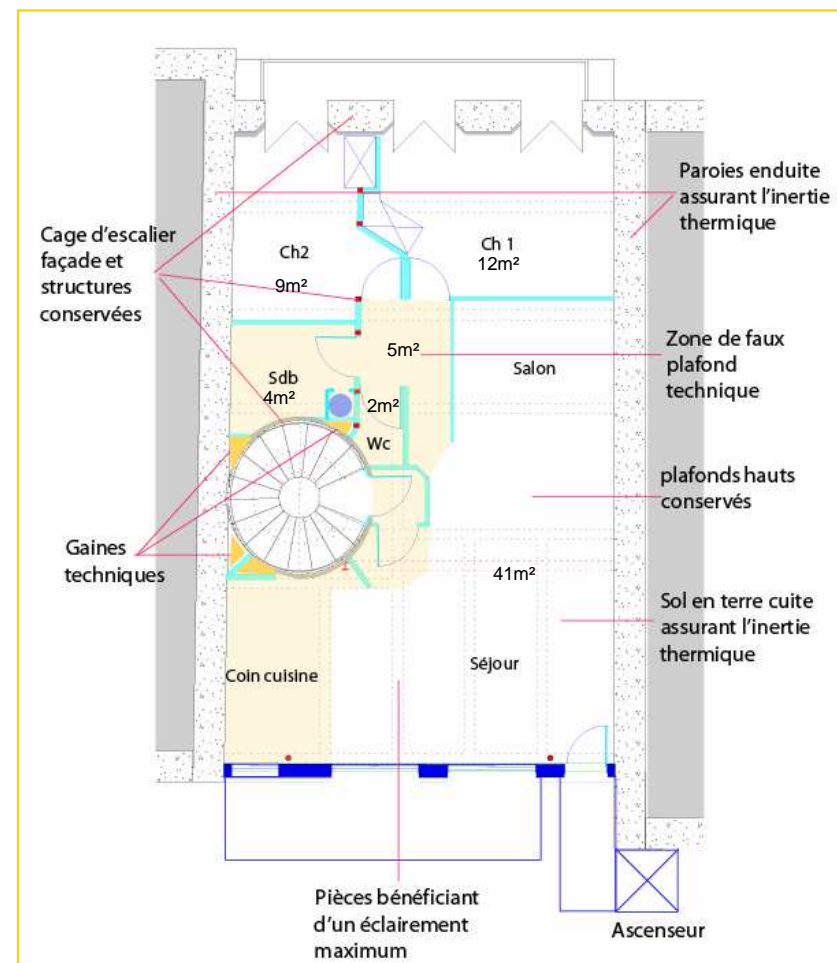 Paroies enduite
assurant l'inertie
thermique
Cage d'escalier
façade et
structures
conservées
Ch2
9m²
Ch 1
12m²
5m²
Zone de faux
plafond
technique
Salon
Sdb
4m²
2m²
Wc
plafonds hauts
conservés
Gaines
techniques
41m²
Sol en terre cuite
assurant l'inertie
thermique
Coin cuisine
Séjour
Pièces bénéficiant
d'un éclairement
maximum
Ascenseur